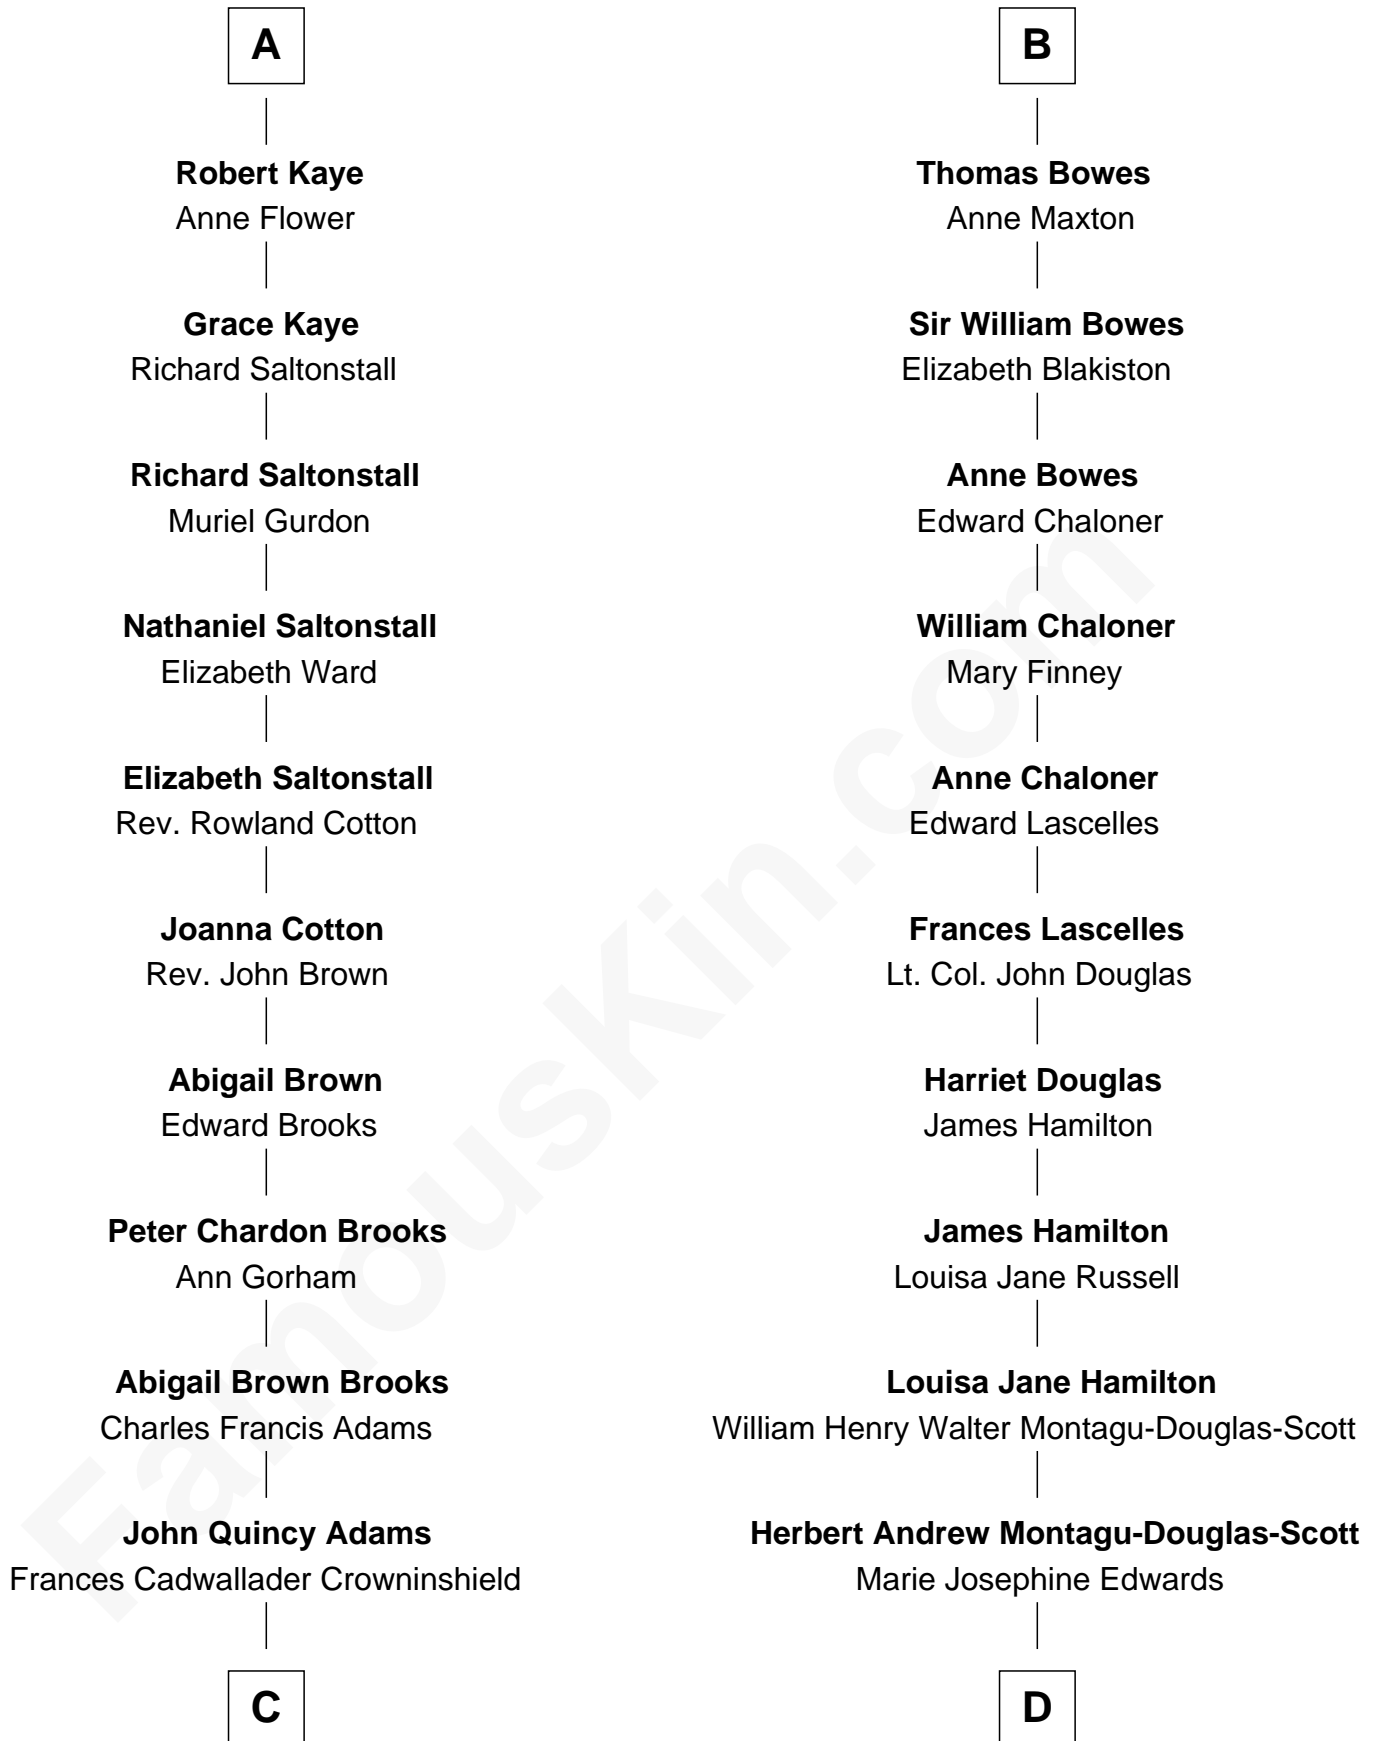 A
Robert Kaye
Anne Flower
Grace Kaye
Richard Saltonstall
Richard Saltonstall
Muriel Gurdon
Nathaniel Saltonstall
Elizabeth Ward
Elizabeth Saltonstall
Rev. Rowland Cotton
Joanna Cotton
Rev. John Brown
Abigail Brown
Edward Brooks
Peter Chardon Brooks
Ann Gorham
Abigail Brown Brooks
Charles Francis Adams
John Quincy Adams
Frances Cadwallader Crowninshield
C
B
Thomas Bowes
Anne Maxton
Sir William Bowes
Elizabeth Blakiston
Anne Bowes
Edward Chaloner
William Chaloner
Mary Finney
Anne Chaloner
Edward Lascelles
Frances Lascelles
Lt. Col. John Douglas
Harriet Douglas
James Hamilton
James Hamilton
Louisa Jane Russell
Louisa Jane Hamilton
William Henry Walter Montagu-Douglas-Scott
Herbert Andrew Montagu-Douglas-Scott
Marie Josephine Edwards
D
FamousKin.com